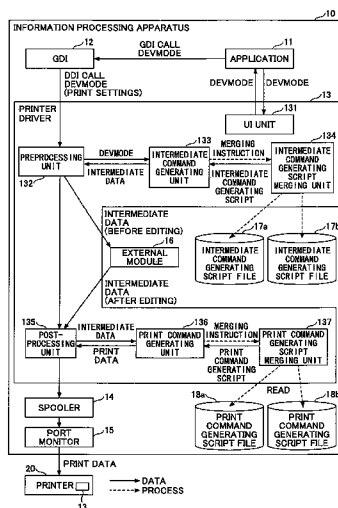 10
INFORMATION PROCESSING APPARATUS
12
GDI
GDI CALL
DEVMODE
11
APPLICATION
DDI CALL
DEVMODE
(PRINT SETTINGS)
DEVMODE
DEVMODE
13
PRINTER
DRIVER
131
UI UNIT
PREPROCESSING
UNIT
132
DEVMODE
INTERMEDIATE
DATA
133
INTERMEDIATE
COMMAND
GENERATING
UNIT
MERGING
INSTRUCTION
INTERMEDIATE
COMMAND
GENERATING
SCRIPT
134
INTERMEDIATE
COMMAND
GENERATING
SCRIPT
MERGING UNIT
INTERMEDIATE
DATA
(BEFORE EDITING)
16
EXTERNAL
MODULE
INTERMEDIATE
DATA
(AFTER EDITING)
17a
INTERMEDIATE
COMMAND
GENERATING
SCRIPT FILE
17b
INTERMEDIATE
COMMAND
GENERATING
SCRIPT FILE
135
POST-
PROCESSING
UNIT
INTERMEDIATE
DATA
PRINT
DATA
136
PRINT COMMAND
GENERATING
UNIT
MERGING
INSTRUCTION
PRINT
COMMAND
GENERATING
SCRIPT
137
PRINT COMMAND
GENERATING
SCRIPT
MERGING UNIT
READ
14
SPOOLER
15
PORT
MONITOR
18a
PRINT
COMMAND
GENERATING
SCRIPT FILE
18b
PRINT
COMMAND
GENERATING
SCRIPT FILE
PRINT DATA
20
PRINTER
13
DATA
PROCESS